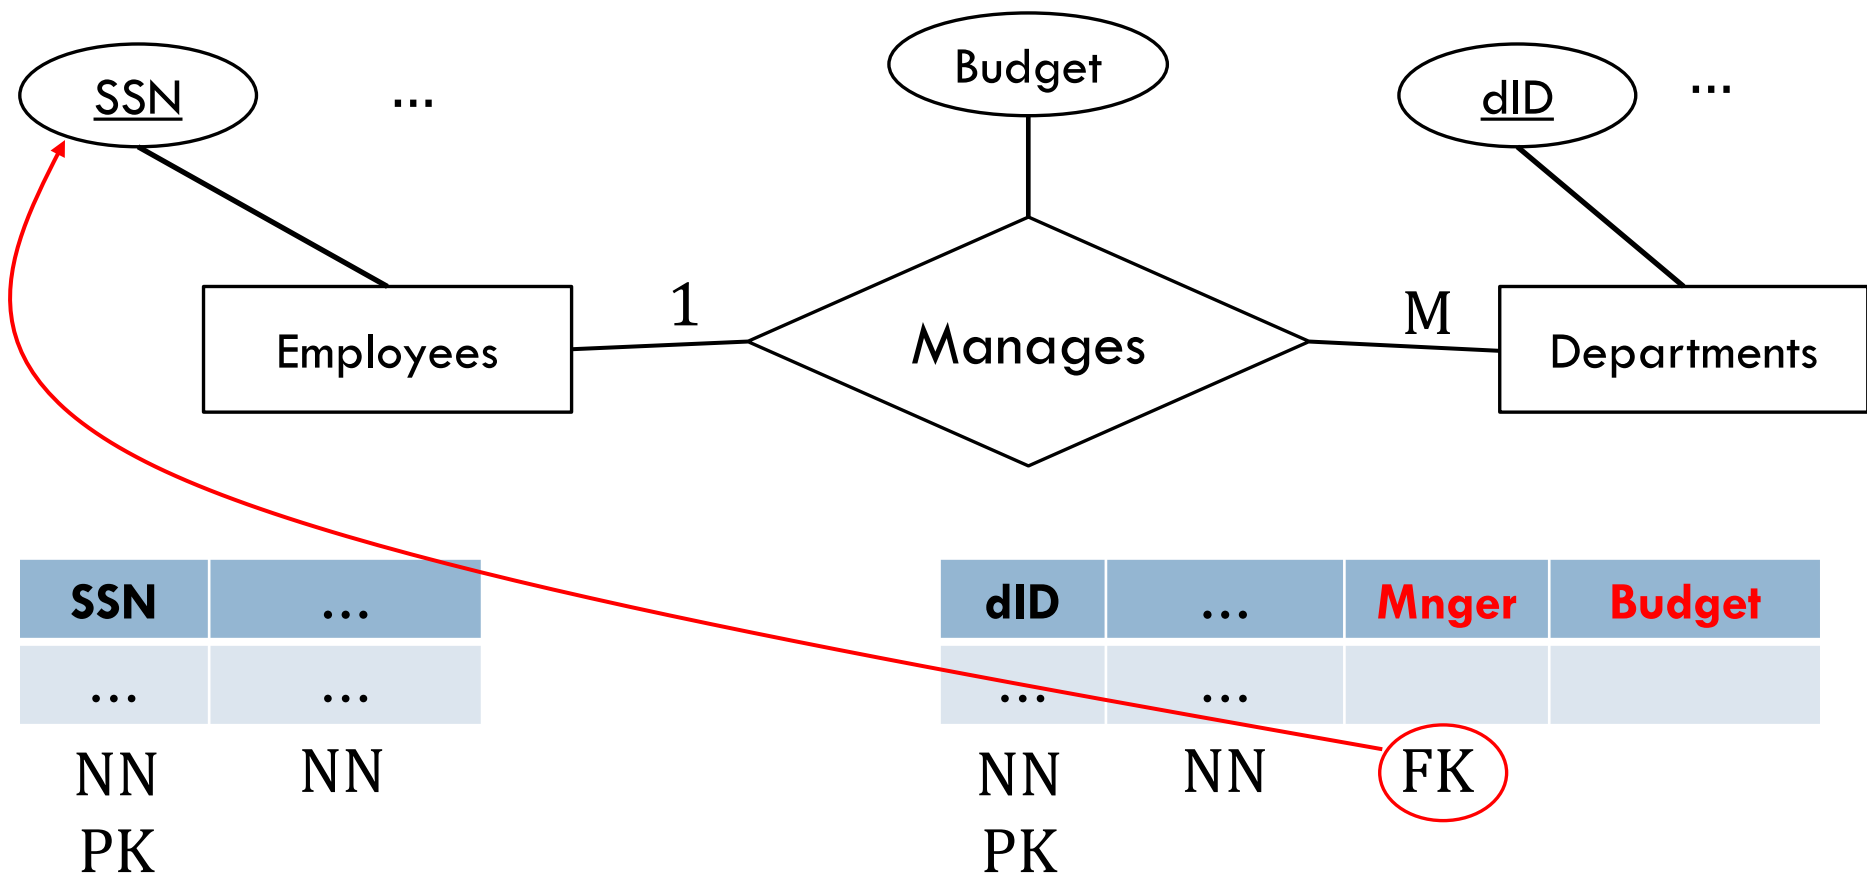 SSN ... Budget dID ...
Employees 1 Manages M Departments
SSN ... dID ... Mnger Budget
... ... ... ...
NN NN NN NN FK
PK PK